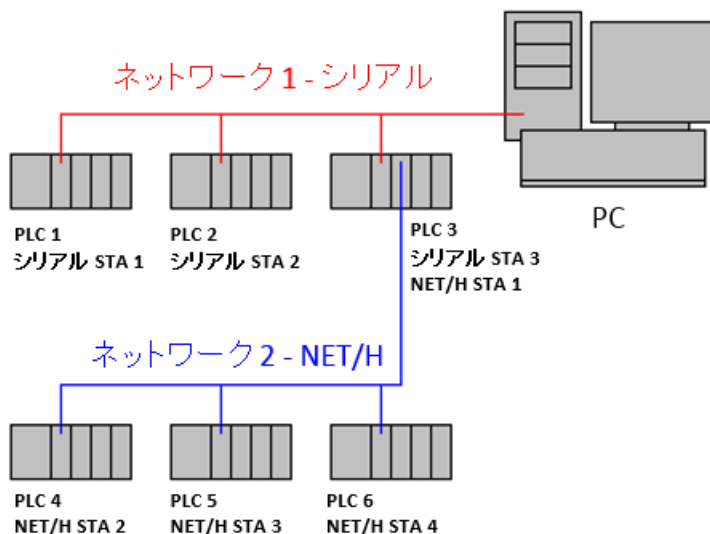 ネットワーク1 - シリアル
PC
PLC 1
シリアル STA 1
PLC 2
シリアル STA 2
PLC 3
シリアル STA 3
NET/H STA 1
ネットワーク2 - NET/H
PLC 4
NET/H STA 2
PLC 5
NET/H STA 3
PLC 6
NET/H STA 4